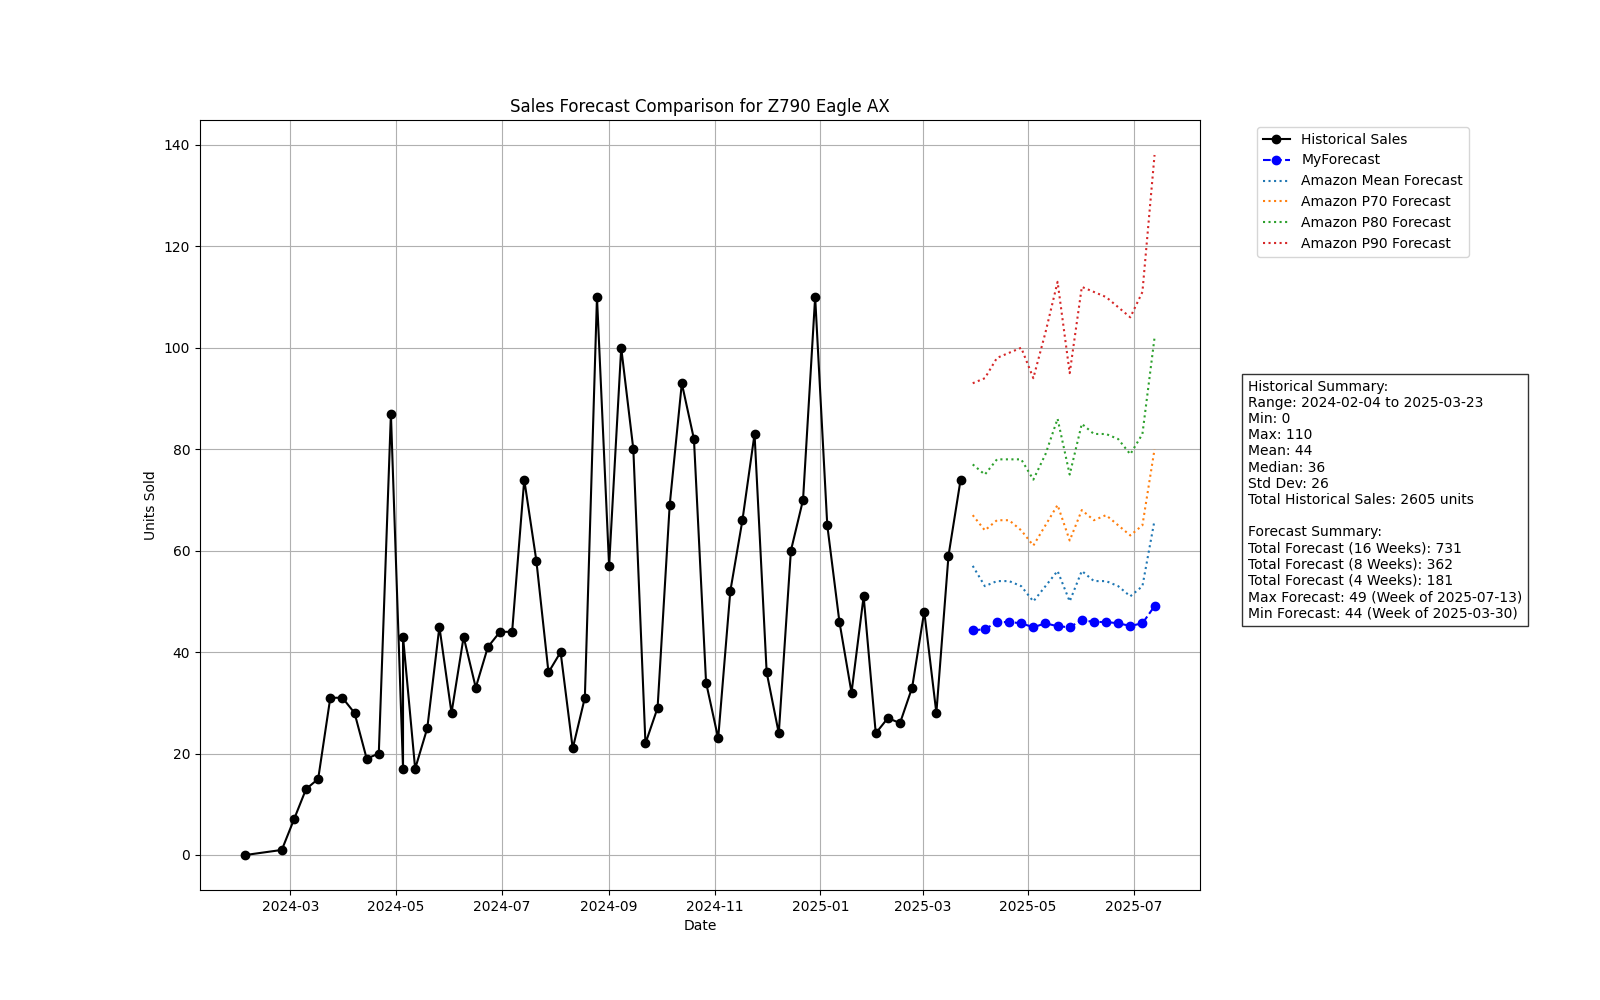 Sales Forecast Comparison for Z790 Eagle AX
140
120
100
80
60
40
20
0
Units Sold
2024-03
2024-05
2024-07
2024-09
2024-11
2025-01
2025-03
2025-05
2025-07
Date
Historical Sales
MyForecast
Amazon Mean Forecast
Amazon P70 Forecast
Amazon P80 Forecast
Amazon P90 Forecast
Historical Summary:
Range: 2024-02-04 to 2025-03-23
Min: 0
Max: 110
Mean: 44
Median: 36
Std Dev: 26
Total Historical Sales: 2605 units
Forecast Summary:
Total Forecast (16 Weeks): 731
Total Forecast (8 Weeks): 362
Total Forecast (4 Weeks): 181
Max Forecast: 49 (Week of 2025-07-13)
Min Forecast: 44 (Week of 2025-03-30)